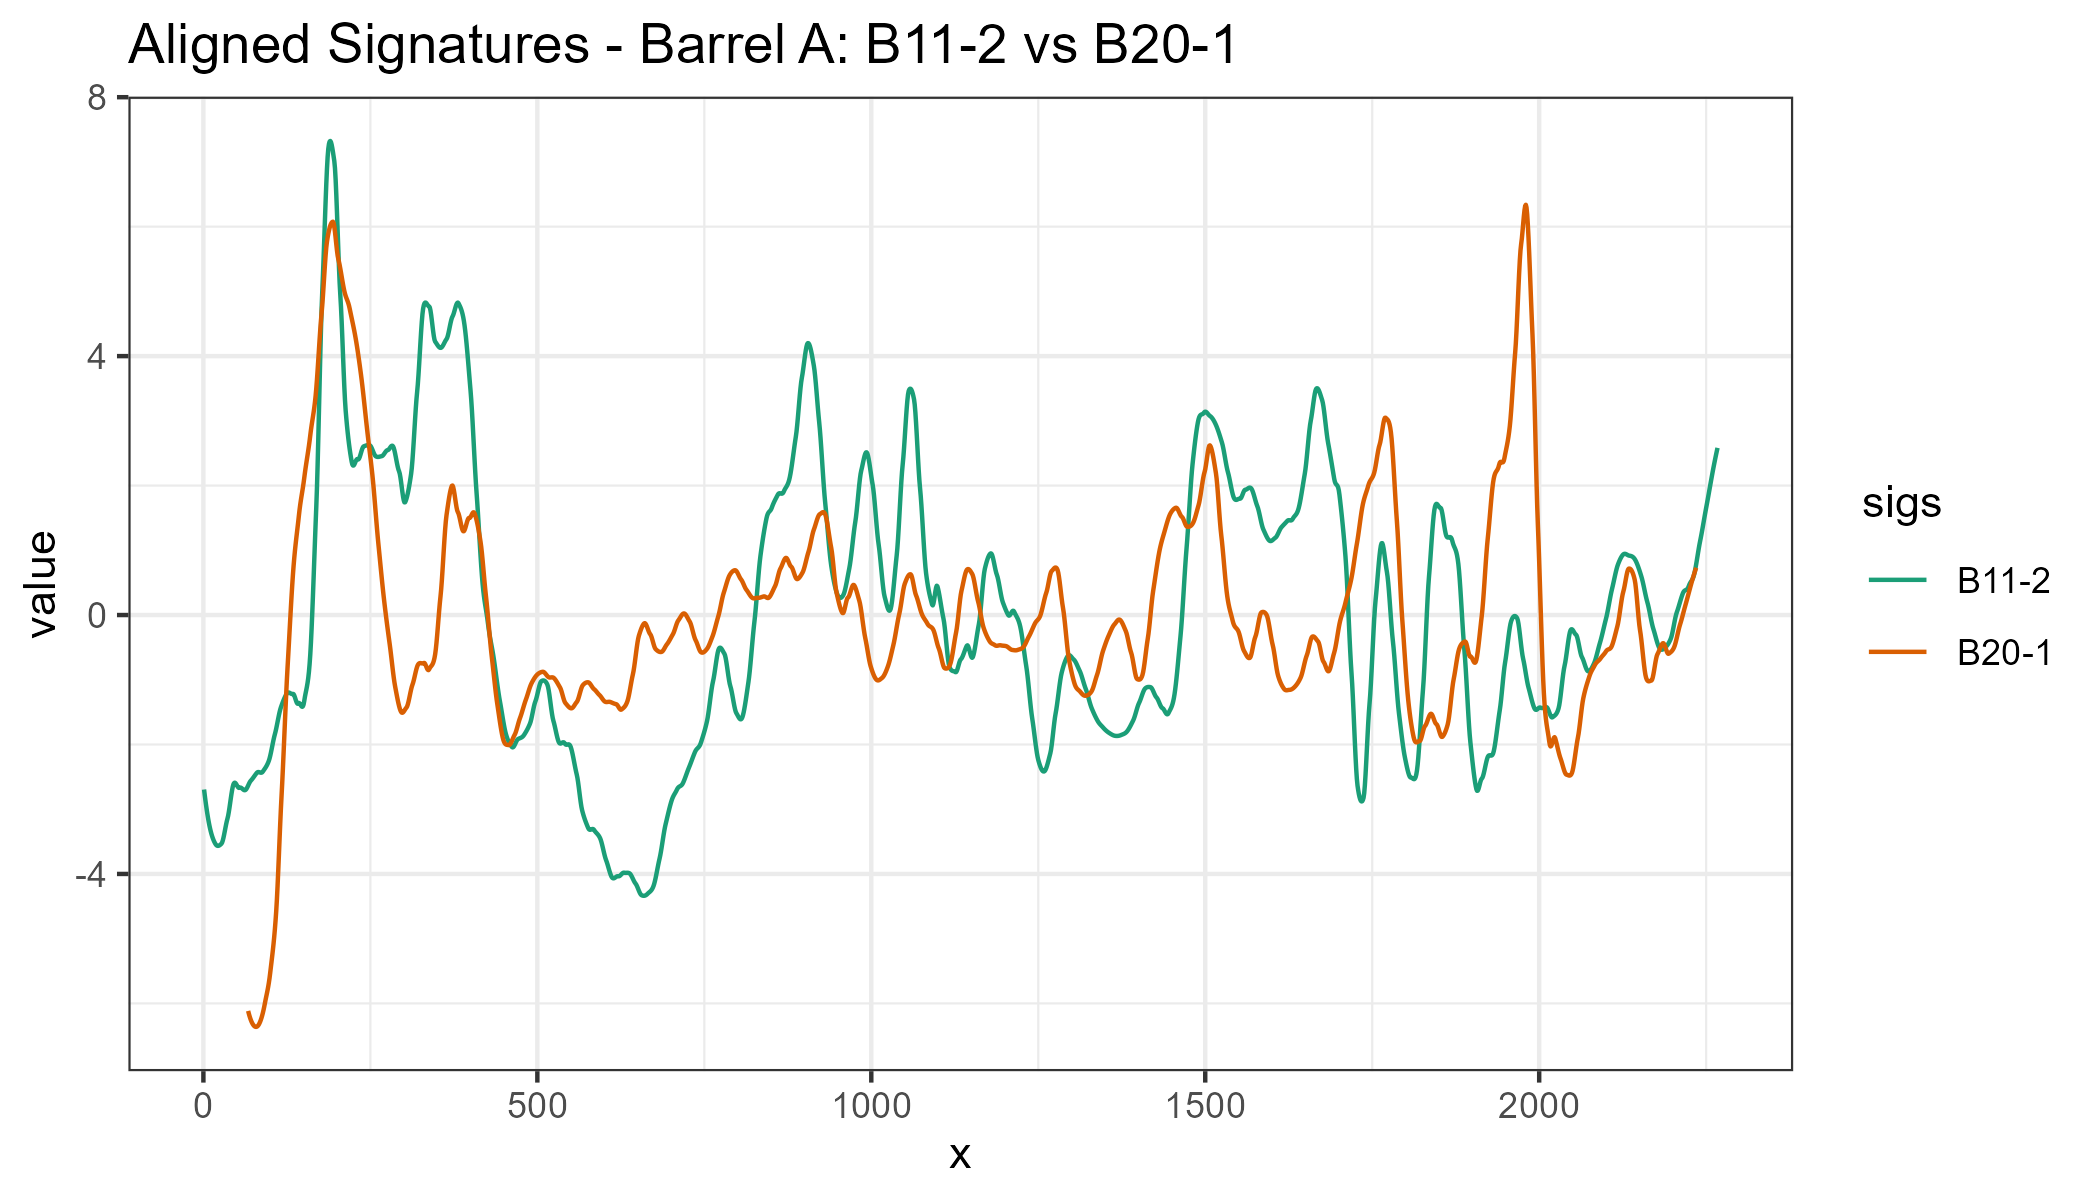 Aligned Signatures - Barrel A: B11-2 vs B20-1
8
4
0
-4
value
0 500 1000 1500 2000
x
sigs
B11-2
B20-1